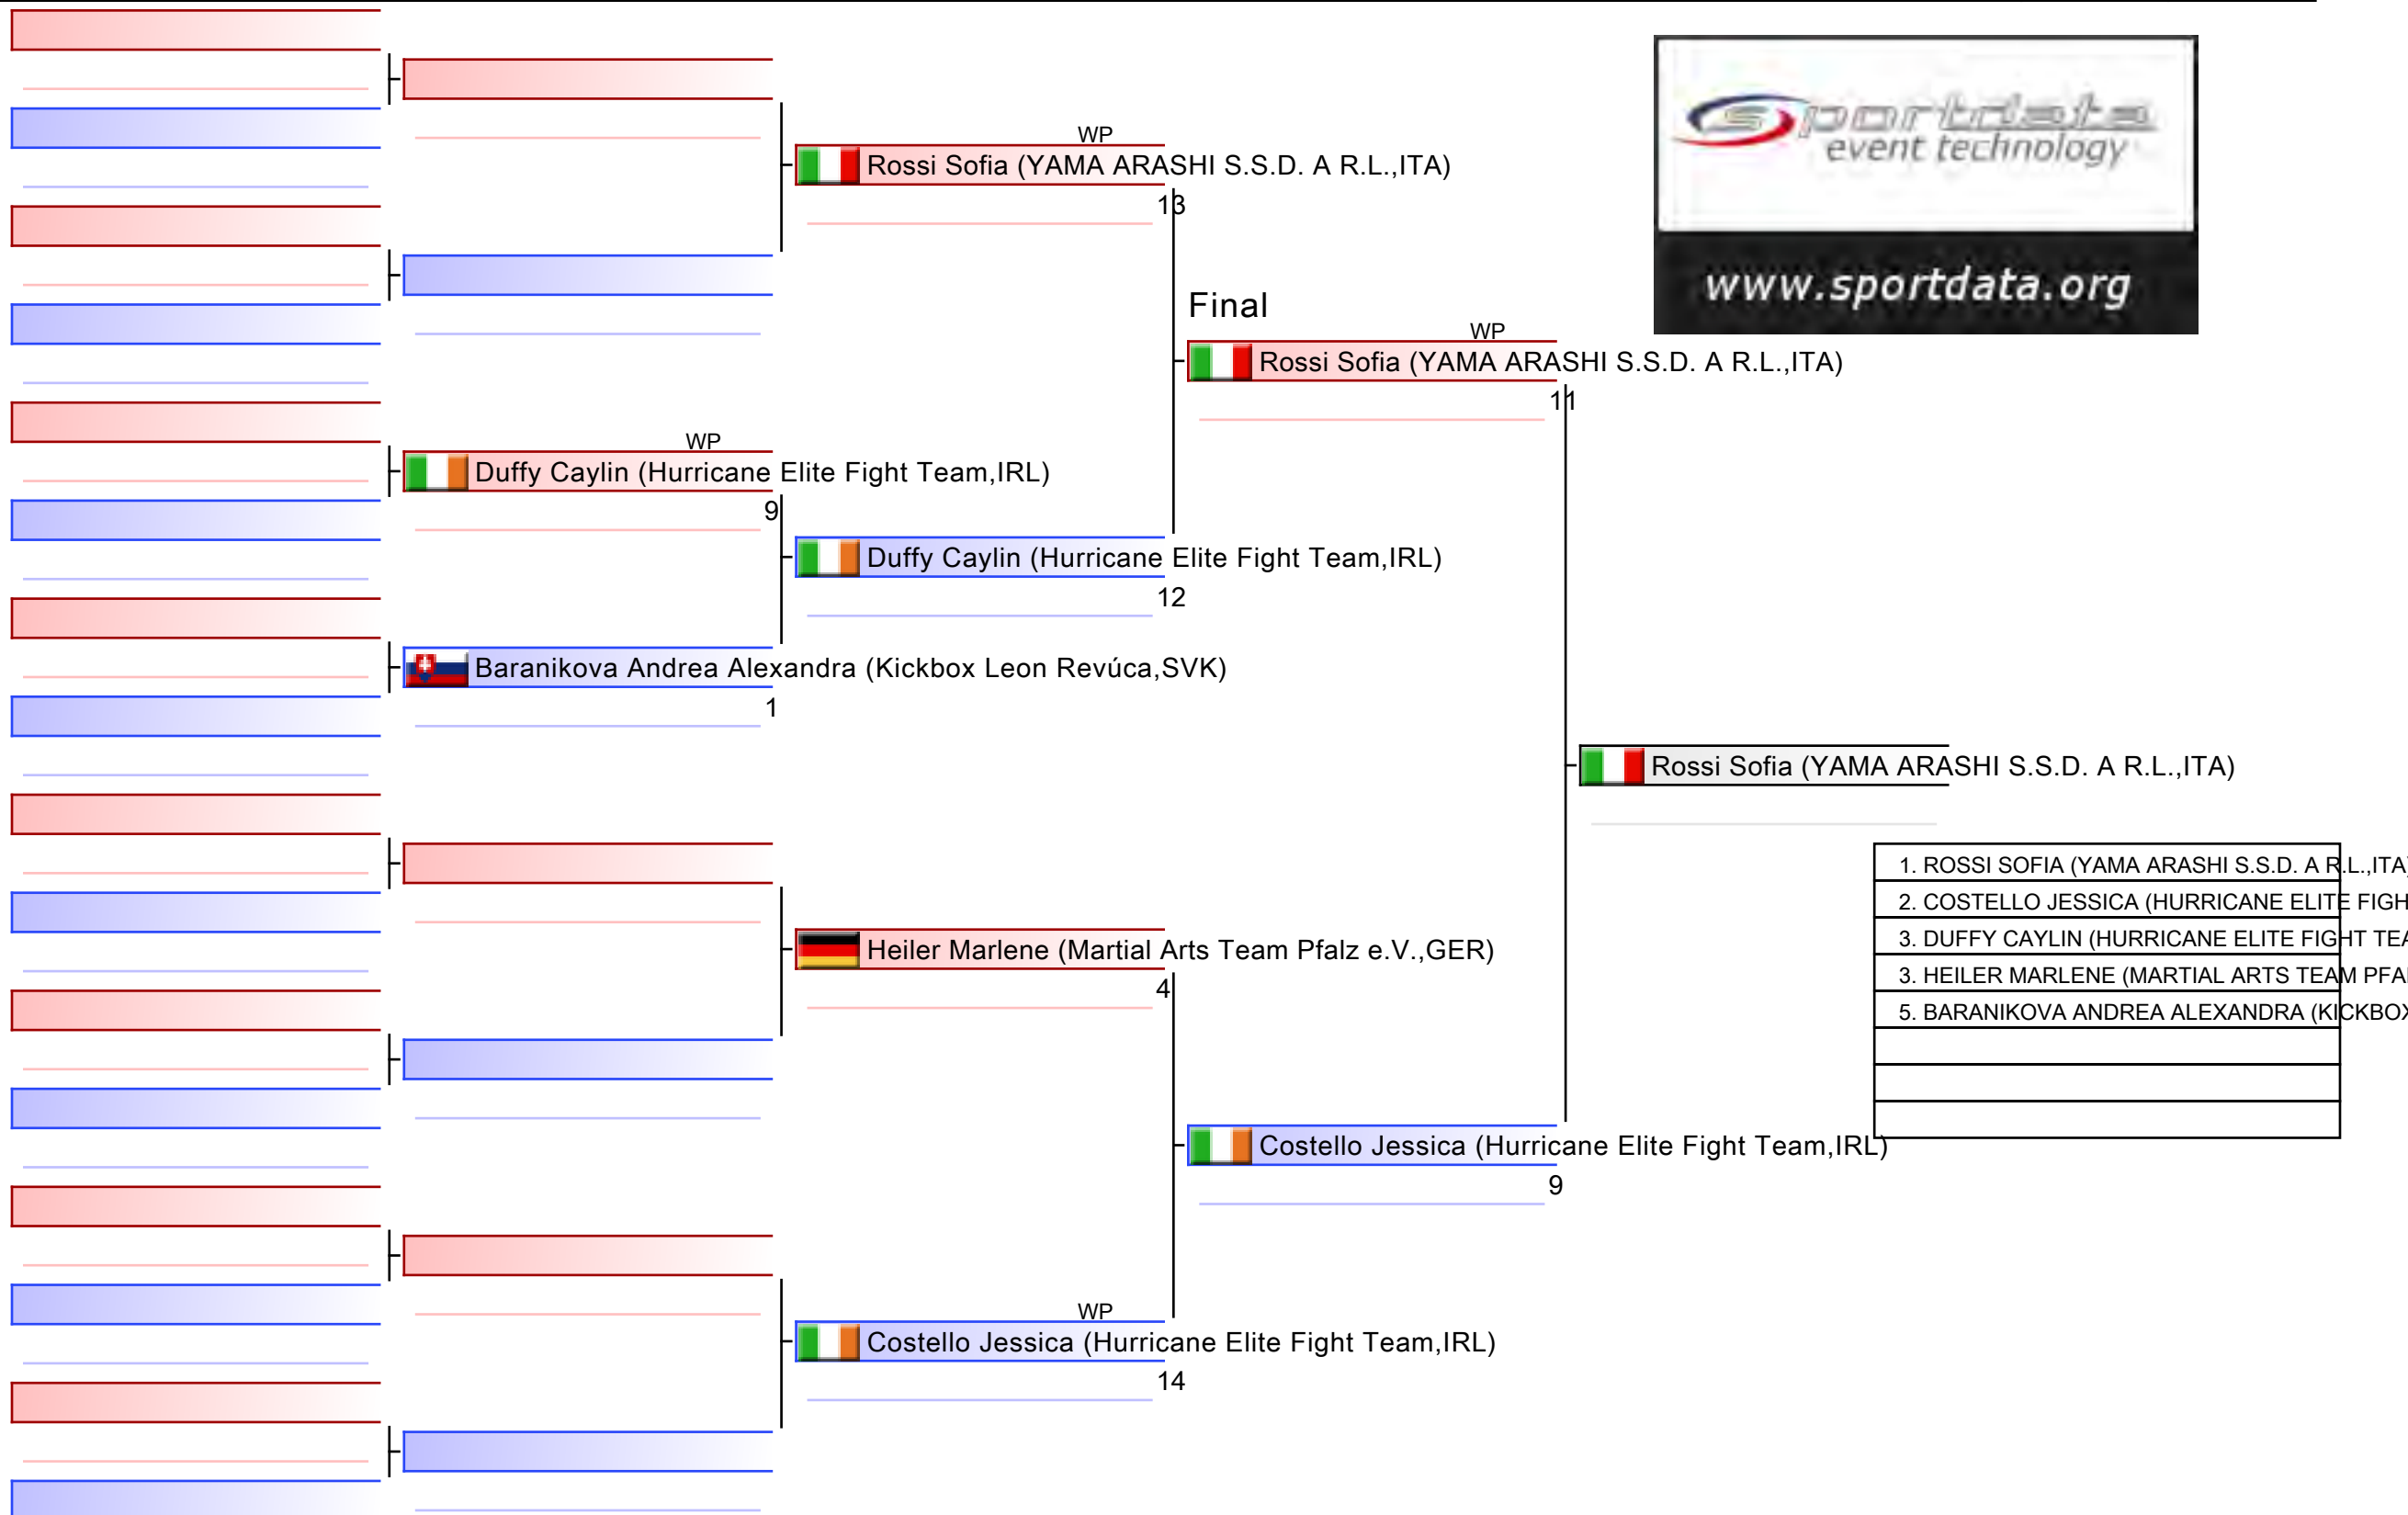 sportdata
event technology
www.sportdata.org
WP
Rossi Sofia (YAMA ARASHI S.S.D. A R.L.,ITA)
13
Final
WP
Rossi Sofia (YAMA ARASHI S.S.D. A R.L.,ITA)
11
WP
Duffy Caylin (Hurricane Elite Fight Team,IRL)
9
Duffy Caylin (Hurricane Elite Fight Team,IRL)
12
Baranikova Andrea Alexandra (Kickbox Leon Revúca,SVK)
1
Rossi Sofia (YAMA ARASHI S.S.D. A R.L.,ITA)
1. ROSSI SOFIA (YAMA ARASHI S.S.D. A R.L.,ITA)
2. COSTELLO JESSICA (HURRICANE ELITE FIGH
3. DUFFY CAYLIN (HURRICANE ELITE FIGHT TEA
3. HEILER MARLENE (MARTIAL ARTS TEAM PFA
5. BARANIKOVA ANDREA ALEXANDRA (KICKBOX
Heiler Marlene (Martial Arts Team Pfalz e.V.,GER)
4
Costello Jessica (Hurricane Elite Fight Team,IRL)
9
WP
Costello Jessica (Hurricane Elite Fight Team,IRL)
14